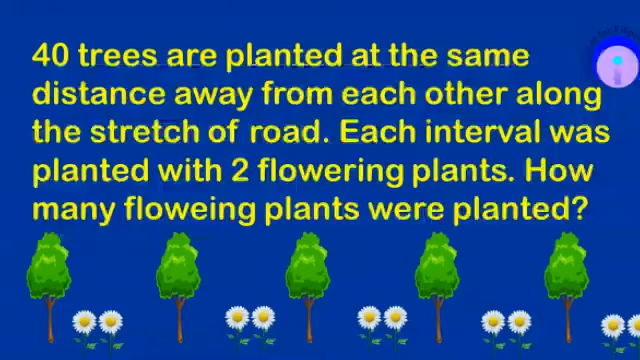 40 trees are planted at the same
distance away from each other along
the stretch of road. Each interval was
planted with 2 flowering plants. How
many floweing plants were planted?